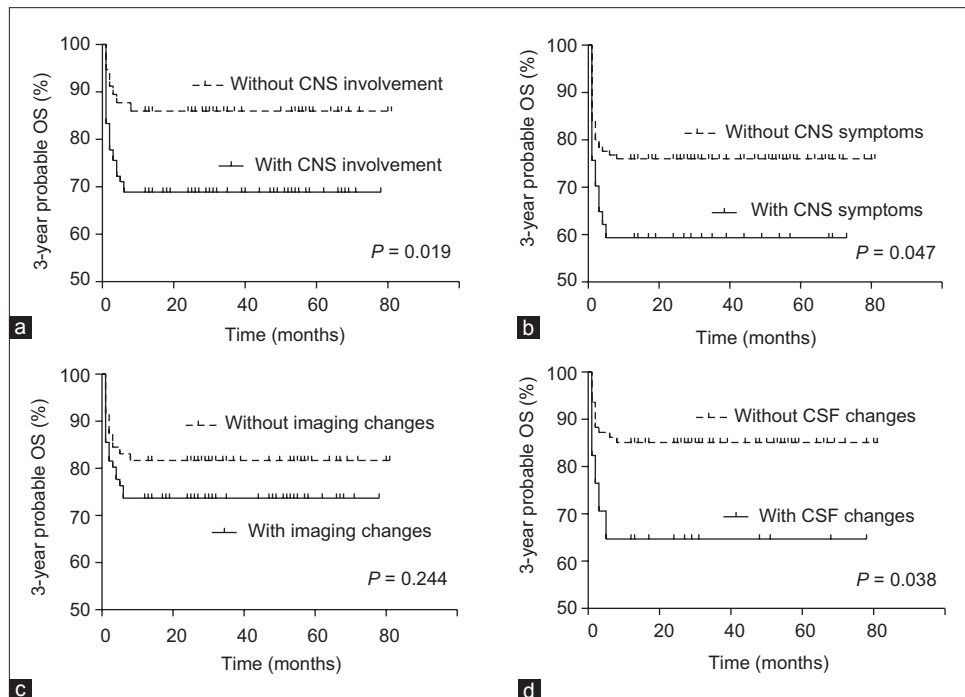 100
90
80
70
60
50
3-year probable OS (%)
Without CNS involvement
With CNS involvement
P = 0.019
0 20 40 60 80
Time (months)
a
100
90
80
70
60
50
3-year probable OS (%)
Without CNS symptoms
With CNS symptoms
P = 0.047
0 20 40 60 80
Time (months)
b
100
90
80
70
60
50
3-year probable OS (%)
Without imaging changes
With imaging changes
P = 0.244
0 20 40 60 80
Time (months)
c
100
90
80
70
60
50
3-year probable OS (%)
Without CSF changes
With CSF changes
P = 0.038
0 20 40 60 80
Time (months)
d